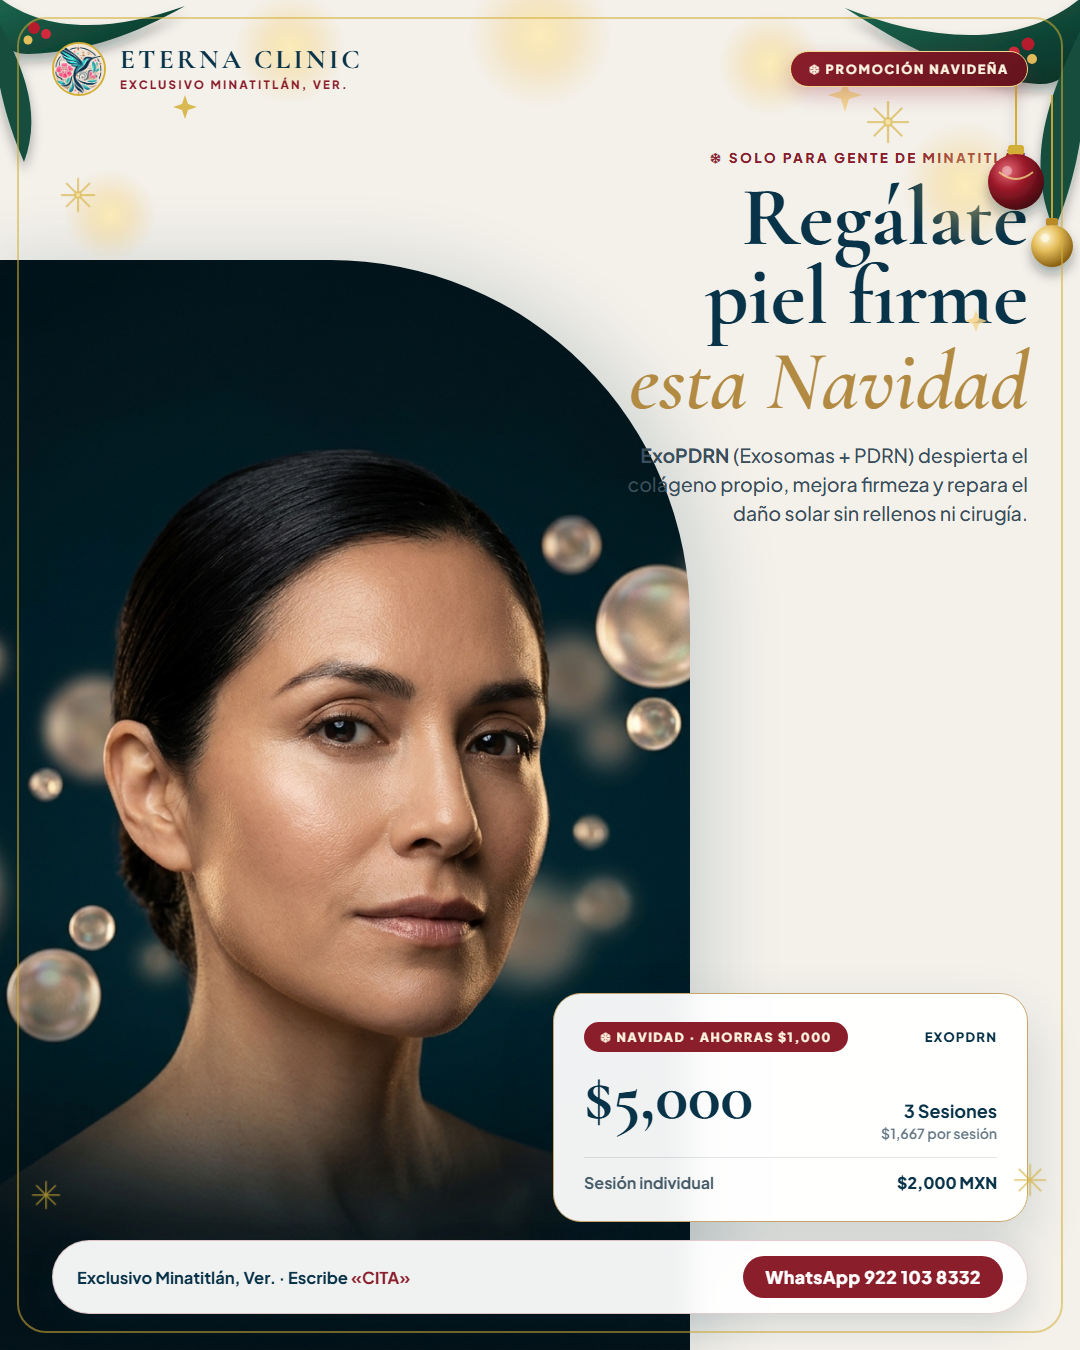 ETERNA CLINIC
EXCLUSIVO MINATITLÁN, VER.
❄ PROMOCIÓN NAVIDEÑA
❄ SOLO PARA GENTE DE
Regálate
piel firme
esta Navidad
ExoPDRN (Exosomas + PDRN) despierta el
colágeno propio, mejora firmeza y repara el
daño solar sin rellenos ni cirugía.
❄ NAVIDAD · AHORRAS $1,000
EXOPDRN
$5,000
3 Sesiones
$1,667 por sesión
Sesión individual
$2,000 MXN
Exclusivo Minatitlán, Ver. · Escribe «CITA»
WhatsApp 922 103 8332